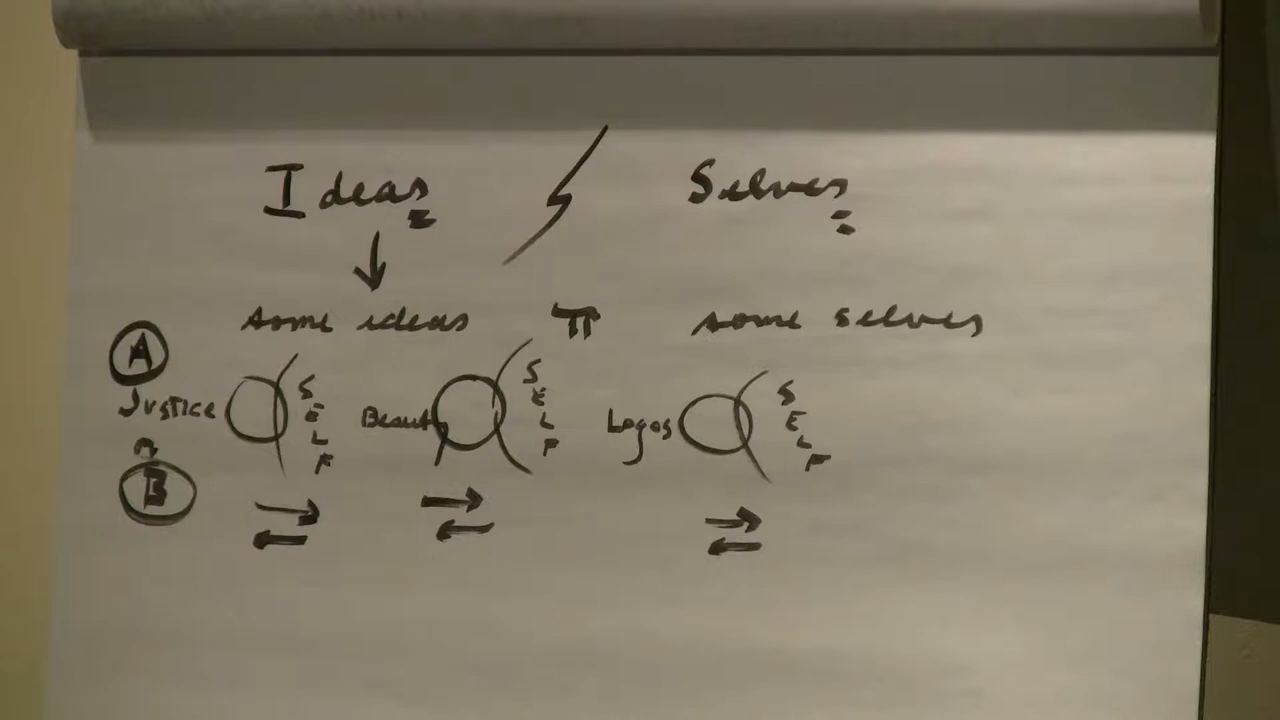 Ideas Selves
some ideas π some selves
A
Justice SELF Beauty SELF Logos SELF
B